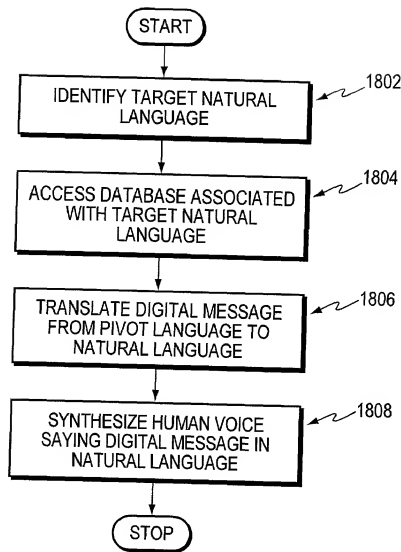 START
IDENTIFY TARGET NATURAL
LANGUAGE
1802
ACCESS DATABASE ASSOCIATED
WITH TARGET NATURAL
LANGUAGE
1804
TRANSLATE DIGITAL MESSAGE
FROM PIVOT LANGUAGE TO
NATURAL LANGUAGE
1806
SYNTHESIZE HUMAN VOICE
SAYING DIGITAL MESSAGE IN
NATURAL LANGUAGE
1808
STOP